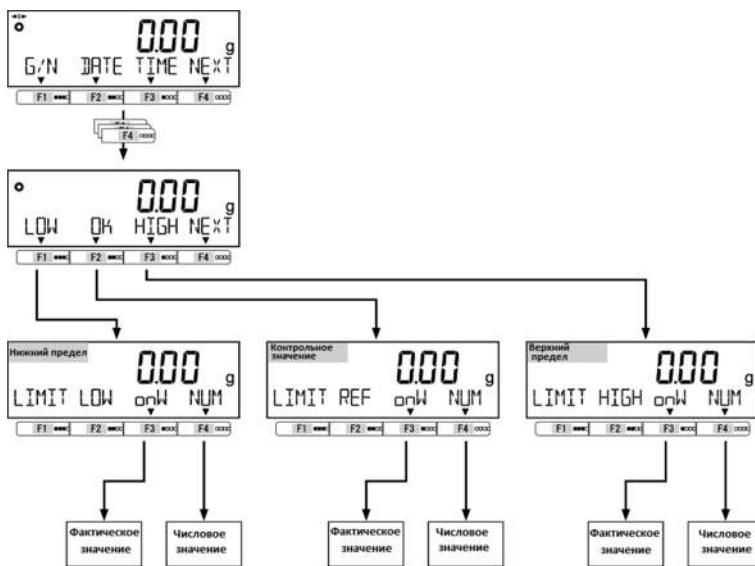 →0←
0.00 g
G/N DATE TIME NEXT
F1 F2 F3 F4
F4
0.00 g
LOW OK HIGH NEXT
F1 F2 F3 F4
Нижний предел
0.00 g
LIMIT LOW onW NUM
F1 F2 F3 F4
Контрольное
значение
0.00 g
LIMIT REF onW NUM
F1 F2 F3 F4
Верхний
предел
0.00 g
LIMIT HIGH onW NUM
F1 F2 F3 F4
Фактическое
значение
Числовое
значение
Фактическое
значение
Числовое
значение
Фактическое
значение
Числовое
значение